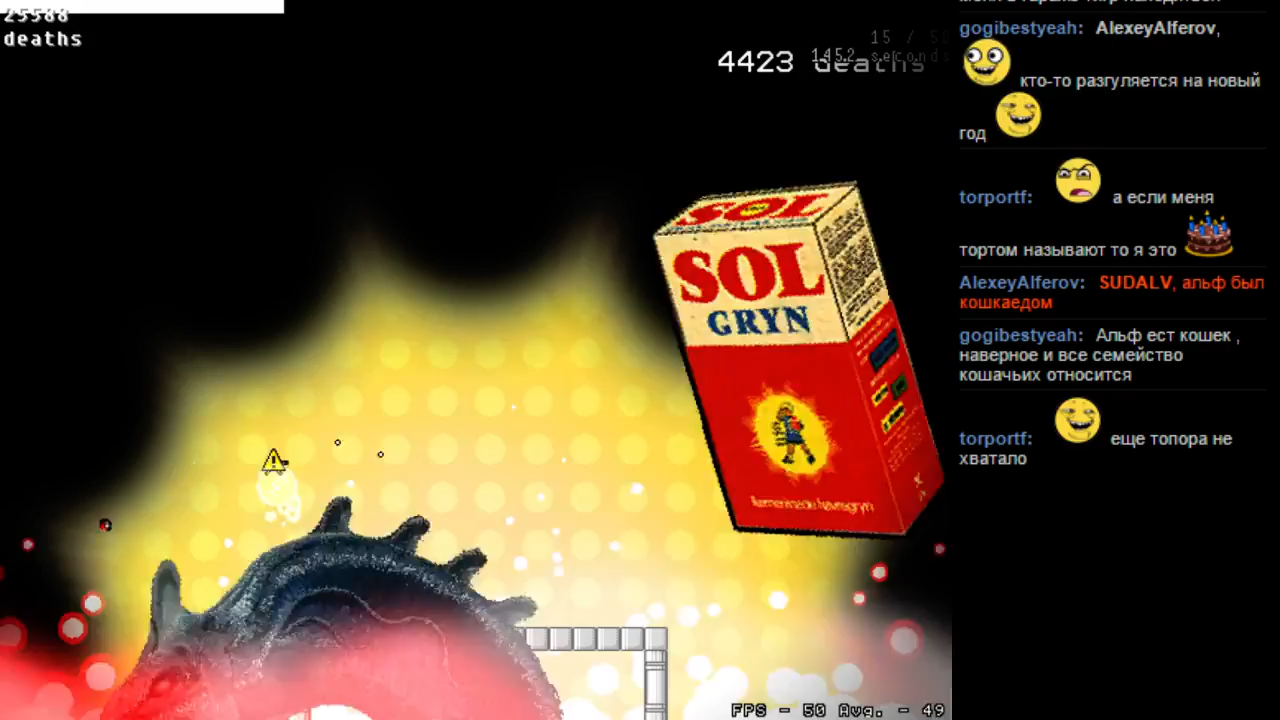 25588
deaths
15 / 50
4423 deaths
1452 seconds
SOL
SOL
GRYN
FPS - 50 Avg. - 49
gogibestyeah: AlexeyAlferov,
кто-то разгуляется на новый
год
torportf: а если меня
тортом называют то я это
AlexeyAlferov: SUDALV, альф был
кошкаедом
gogibestyeah: Альф ест кошек ,
наверное и все семейство
кошачьих относится
torportf: еще топора не
хватало